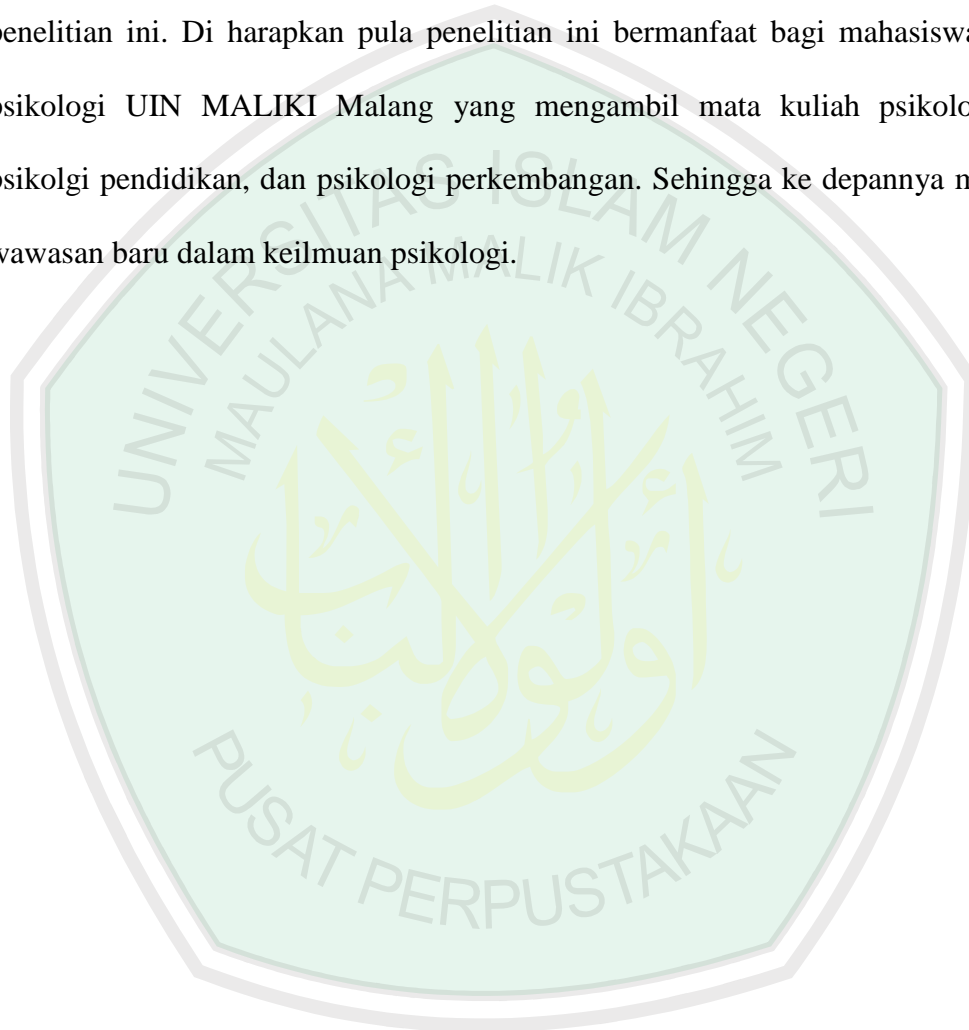 penelitian ini. Di harapkan pula penelitian ini bermanfaat bagi mahasiswa
psikologi UIN MALIKI Malang yang mengambil mata kuliah
psikolgi pendidikan, dan psikologi perkembangan. Sehingga ke depannya
wawasan baru dalam keilmuan psikologi.
UNIVERSITAS ISLAM NEGERI
MAULANA MALIK IBRAHIM
PUSAT PERPUSTAKAAN